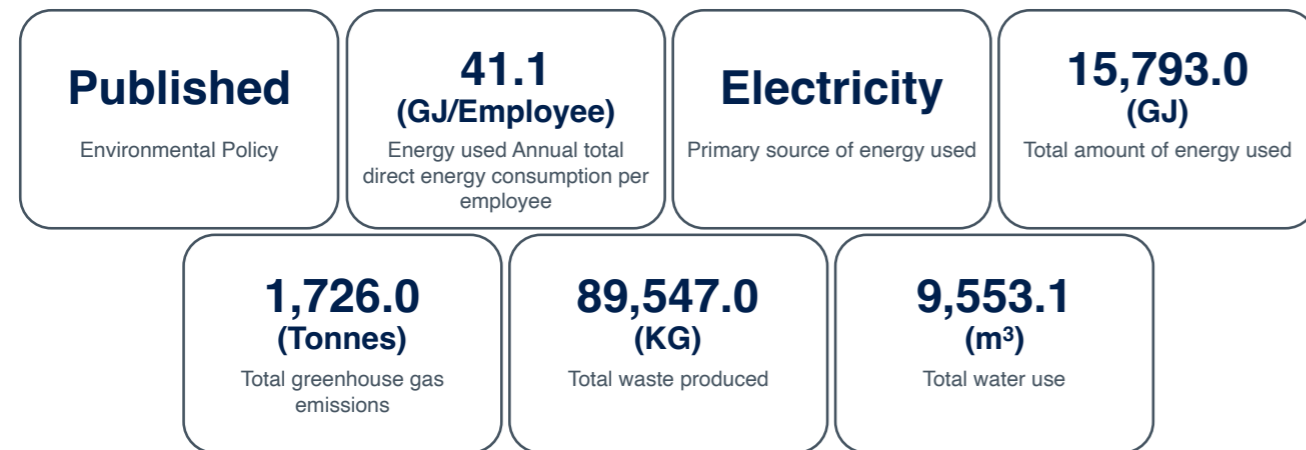 Published
Environmental Policy
41.1
(GJ/Employee)
Energy used Annual total
direct energy consumption per
employee
Electricity
Primary source of energy used
15,793.0
(GJ)
Total amount of energy used
1,726.0
(Tonnes)
Total greenhouse gas
emissions
89,547.0
(KG)
Total waste produced
9,553.1
(m³)
Total water use